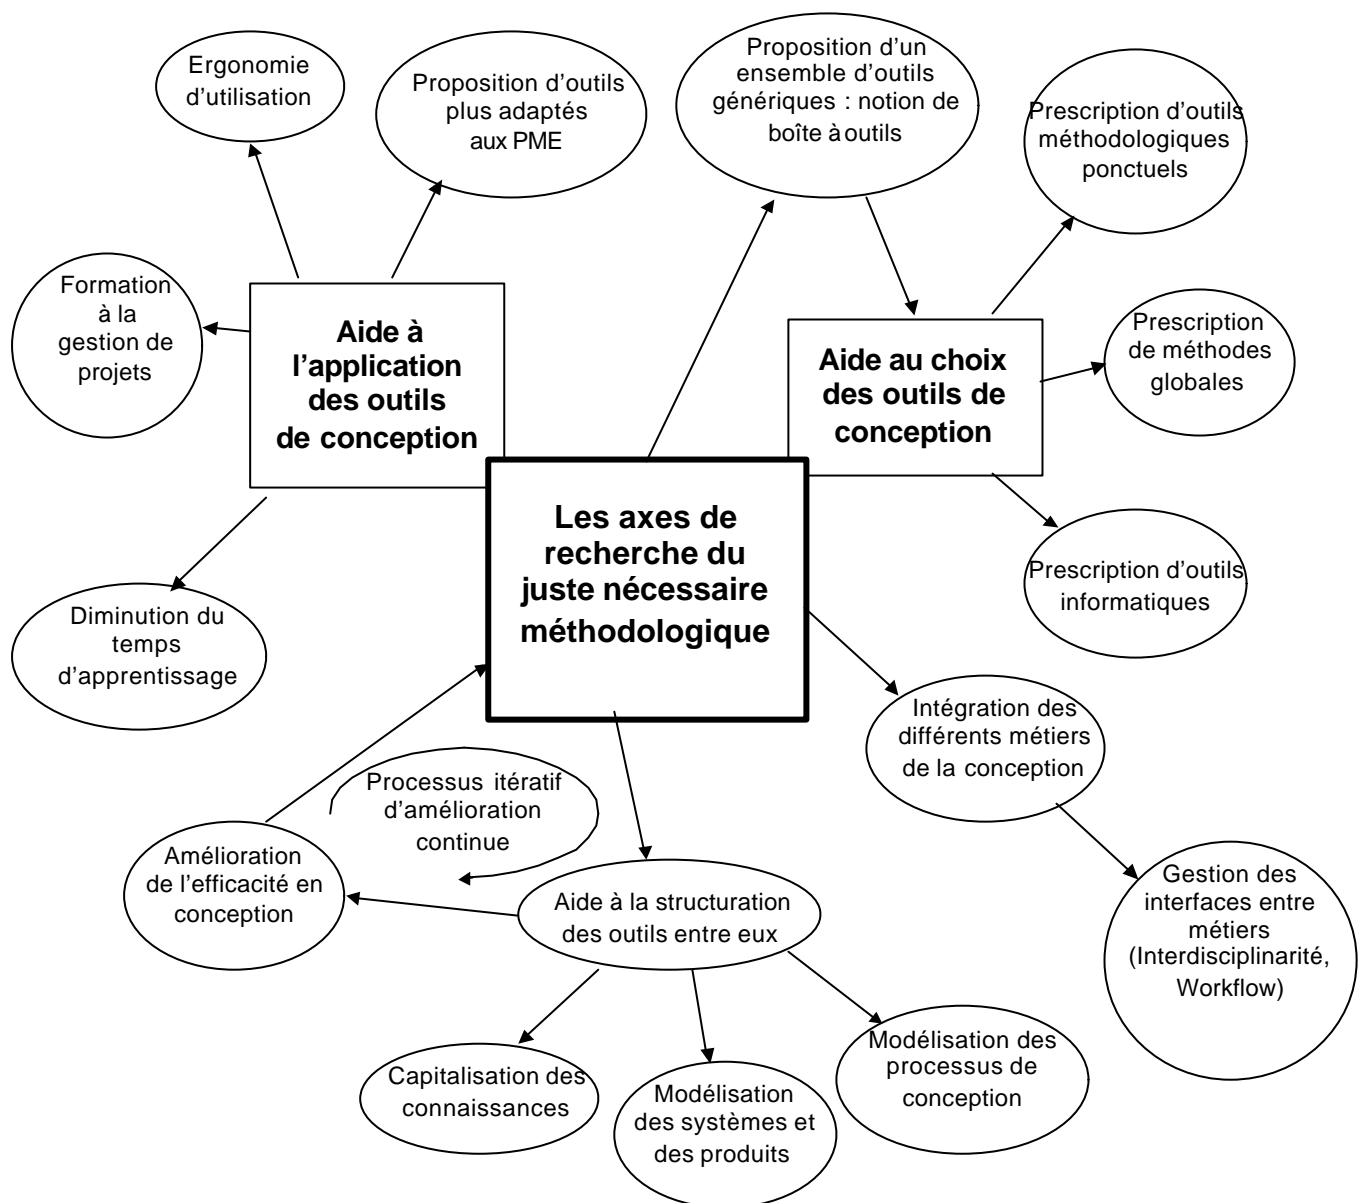 Ergonomie
d'utilisation
Proposition d'outils
plus adaptés
aux PME
Proposition d'un
ensemble d'outils
génériques : notion de
boîte à outils
Prescription d'outils
méthodologiques
ponctuels
Formation
à la
gestion de
projets
Aide à
l'application
des outils
de conception
Aide au choix
des outils de
conception
Prescription
de méthodes
globales
Les axes de
recherche du
juste nécessaire
méthodologique
Prescription d'outils
informatiques
Diminution du
temps
d'apprentissage
Intégration des
différents métiers
de la conception
Processus itératif
d'amélioration
continue
Amélioration
de l'efficacité en
conception
Aide à la structuration
des outils entre eux
Gestion des
interfaces entre
métiers
(Interdisciplinarité,
Workflow)
Capitalisation des
connaissances
Modélisation
des systèmes et
des produits
Modélisation des
processus de
conception